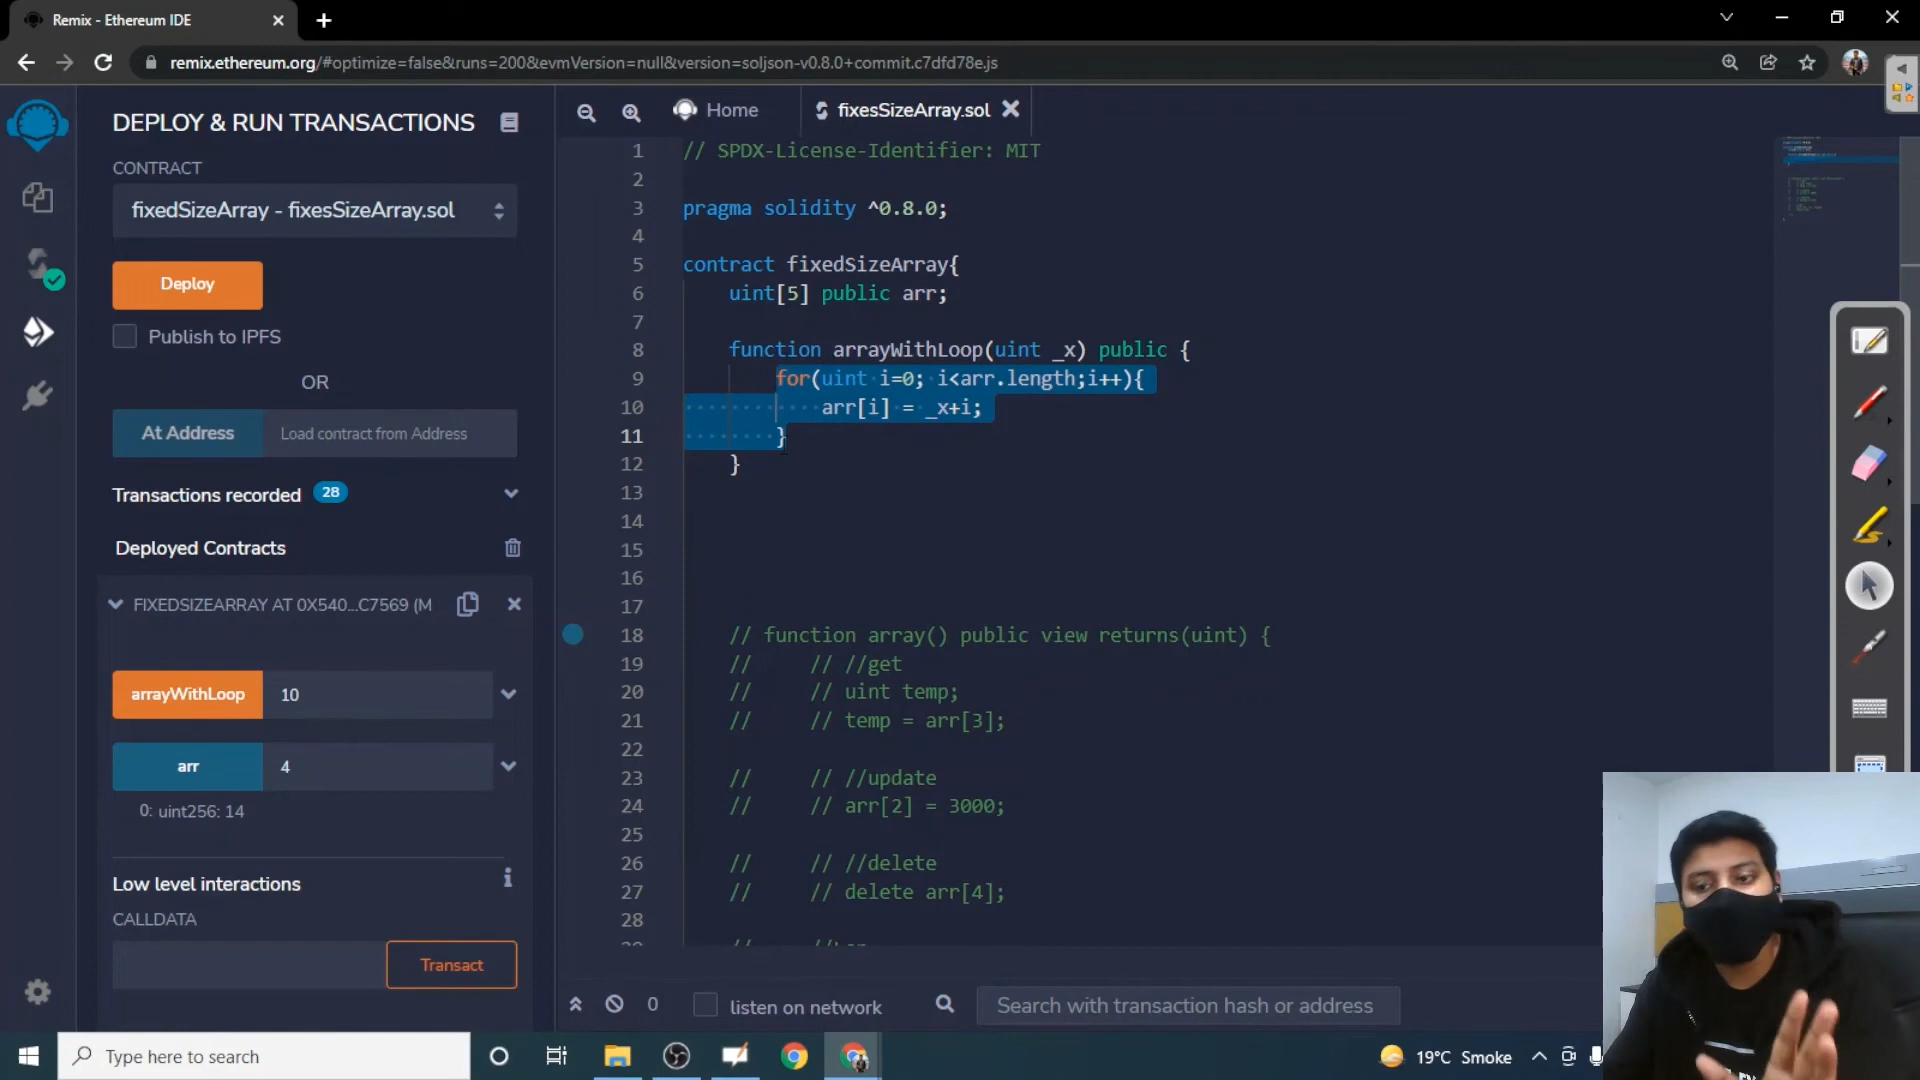 Remix - Ethereum IDE
remix.ethereum.org/#optimize=false&runs=200&evmVersion=null&version=soljson-v0.8.0+commit.c7dfd78e.js
DEPLOY & RUN TRANSACTIONS
CONTRACT
fixedSizeArray - fixesSizeArray.sol
Deploy
Publish to IPFS
OR
At Address
Load contract from Address
Transactions recorded 28
Deployed Contracts
FIXEDSIZEARRAY AT 0X540...C7569 (M
arrayWithLoop 10
arr 4
0: uint256: 14
Low level interactions
CALLDATA
Transact
Home
fixesSizeArray.sol
1 // SPDX-License-Identifier: MIT
2
3 pragma solidity ^0.8.0;
4
5 contract fixedSizeArray{
6 uint[5] public arr;
7
8 function arrayWithLoop(uint _x) public {
9 for(uint i=0; i<arr.length;i++){
10 arr[i] = _x+i;
11 }
12 }
13
14
15
16
17
18 // function array() public view returns(uint) {
19 // // //get
20 // // uint temp;
21 // // temp = arr[3];
22
23 // // //update
24 // // arr[2] = 3000;
25
26 // // //delete
27 // // delete arr[4];
28
0
listen on network
Search with transaction hash or address
Type here to search
19°C Smoke